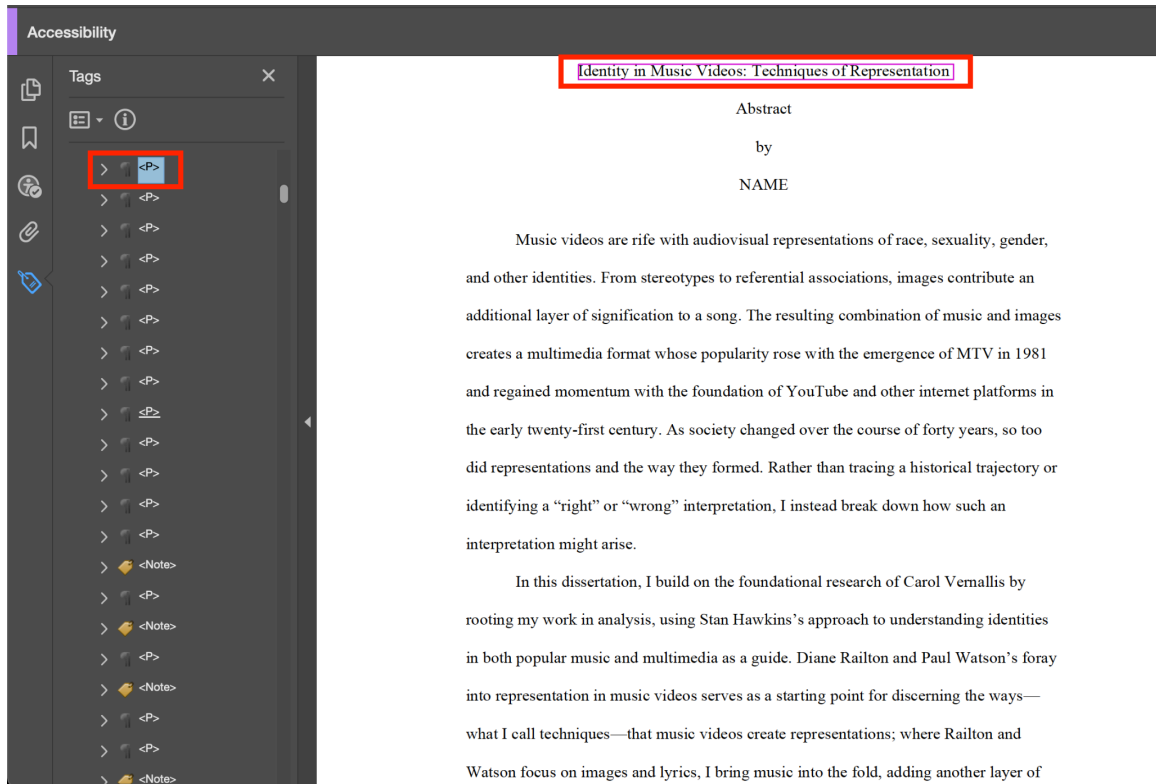 Accessibility
Tags
<P>
<P>
<P>
<P>
<P>
<P>
<P>
<P>
<P>
<P>
<P>
<P>
<P>
<Note>
<P>
<Note>
<P>
<Note>
<P>
<P>
<Note>
Identity in Music Videos: Techniques of Representation
Abstract
by
NAME
Music videos are rife with audiovisual representations of race, sexuality, gender,
and other identities. From stereotypes to referential associations, images contribute an
additional layer of signification to a song. The resulting combination of music and images
creates a multimedia format whose popularity rose with the emergence of MTV in 1981
and regained momentum with the foundation of YouTube and other internet platforms in
the early twenty-first century. As society changed over the course of forty years, so too
did representations and the way they formed. Rather than tracing a historical trajectory or
identifying a “right” or “wrong” interpretation, I instead break down how such an
interpretation might arise.
In this dissertation, I build on the foundational research of Carol Vernallis by
rooting my work in analysis, using Stan Hawkins’s approach to understanding identities
in both popular music and multimedia as a guide. Diane Railton and Paul Watson’s foray
into representation in music videos serves as a starting point for discerning the ways—
what I call techniques—that music videos create representations; where Railton and
Watson focus on images and lyrics, I bring music into the fold, adding another layer of